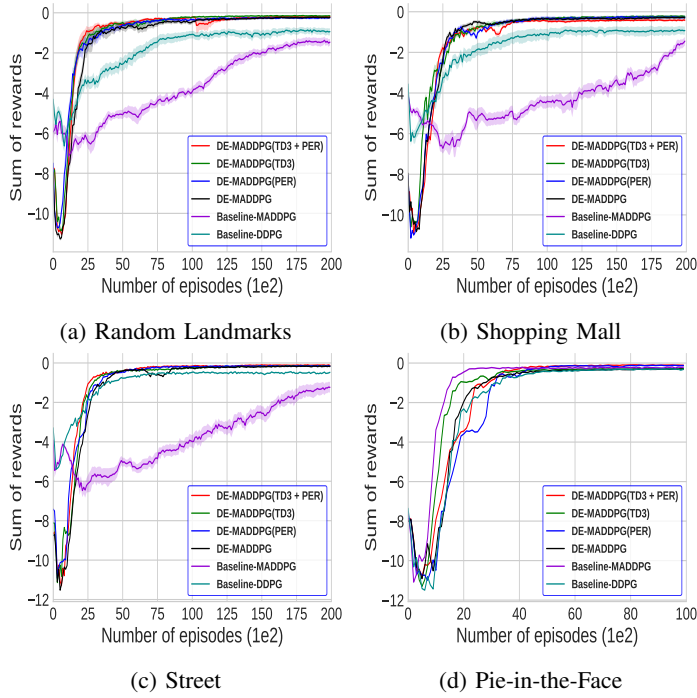 0
−2
−4
−6
−8
−10
Sum of rewards
DE-MADDPG(TD3 + PER)
DE-MADDPG(TD3)
DE-MADDPG(PER)
DE-MADDPG
Baseline-MADDPG
Baseline-DDPG
0 25 50 75 100 125 150 175 200
Number of episodes (1e2)
(a) Random Landmarks
0
−2
−4
−6
−8
−10
Sum of rewards
DE-MADDPG(TD3 + PER)
DE-MADDPG(TD3)
DE-MADDPG(PER)
DE-MADDPG
Baseline-MADDPG
Baseline-DDPG
0 25 50 75 100 125 150 175 200
Number of episodes (1e2)
(b) Shopping Mall
0
−2
−4
−6
−8
−10
−12
Sum of rewards
DE-MADDPG(TD3 + PER)
DE-MADDPG(TD3)
DE-MADDPG(PER)
DE-MADDPG
Baseline-MADDPG
Baseline-DDPG
0 25 50 75 100 125 150 175 200
Number of episodes (1e2)
(c) Street
0
−2
−4
−6
−8
−10
−12
Sum of rewards
DE-MADDPG(TD3 + PER)
DE-MADDPG(TD3)
DE-MADDPG(PER)
DE-MADDPG
Baseline-MADDPG
Baseline-DDPG
0 20 40 60 80 100
Number of episodes (1e2)
(d) Pie-in-the-Face